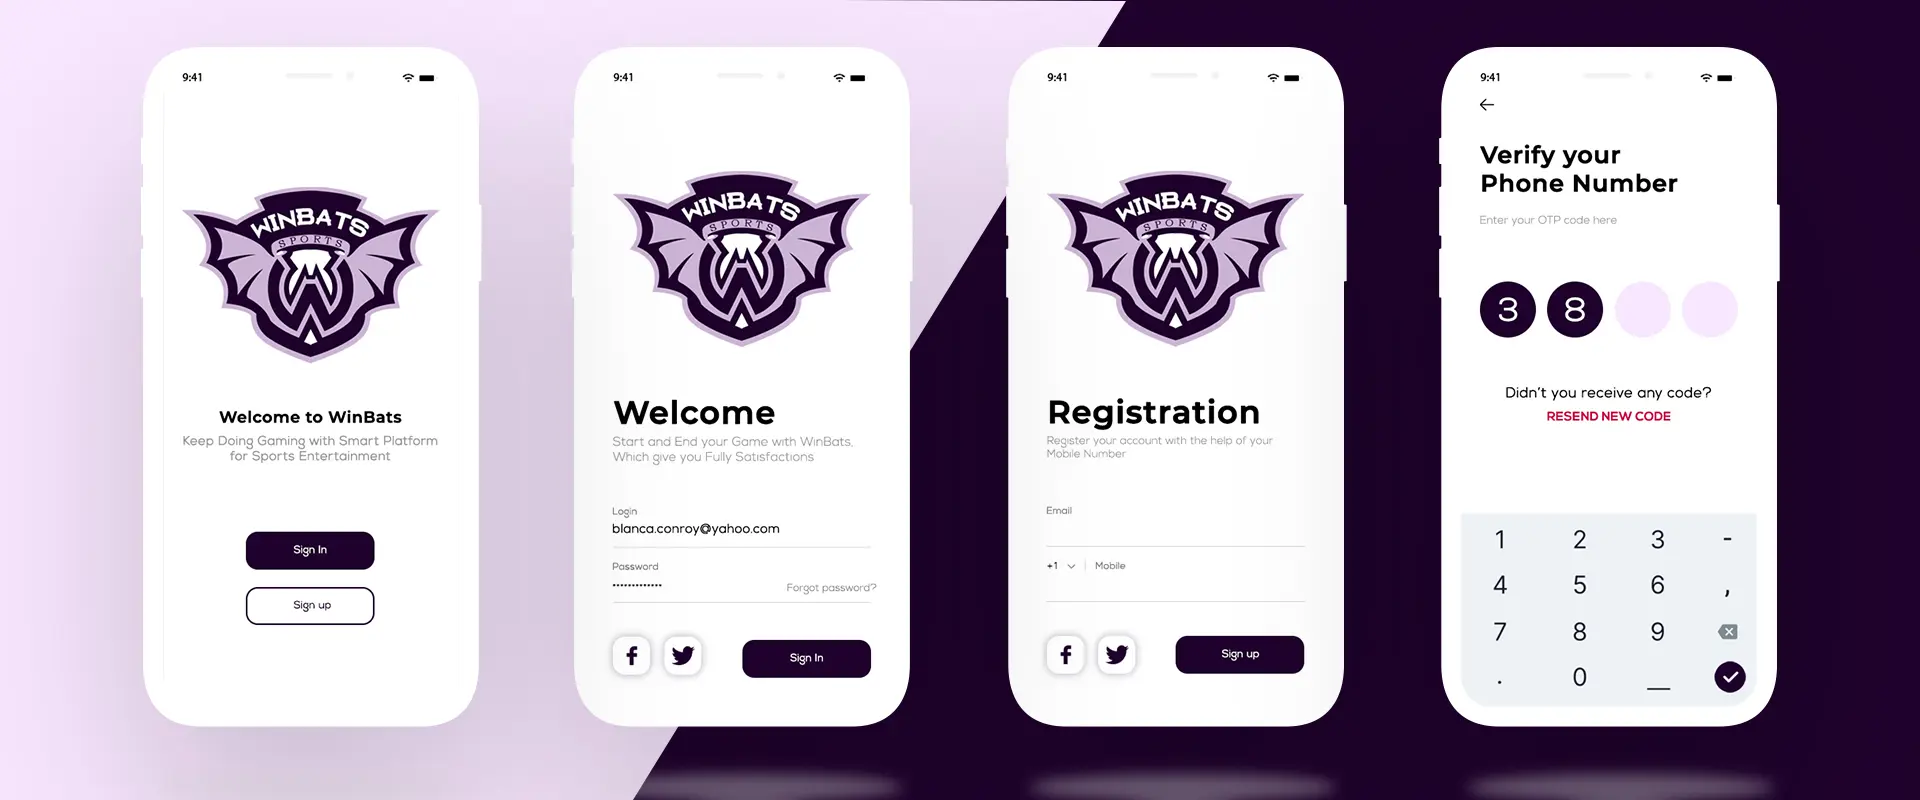 9:41
WINBATS
SPORTS
Welcome to WinBats
Keep Doing Gaming with Smart Platform
for Sports Entertainment
Sign In
Sign up
9:41
WINBATS
SPORTS
Welcome
Start and End your Game with WinBats,
Which give you Fully Satisfactions
Login
blanca.conroy@yahoo.com
Password
•••••••••••••
Forgot password?
Sign In
9:41
WINBATS
SPORTS
Registration
Register your account with the help of your
Mobile Number
Email
+1
Mobile
Sign up
9:41
Verify your
Phone Number
Enter your OTP code here
3 8
Didn't you receive any code?
RESEND NEW CODE
1 2 3 -
4 5 6 ,
7 8 9
. 0 _